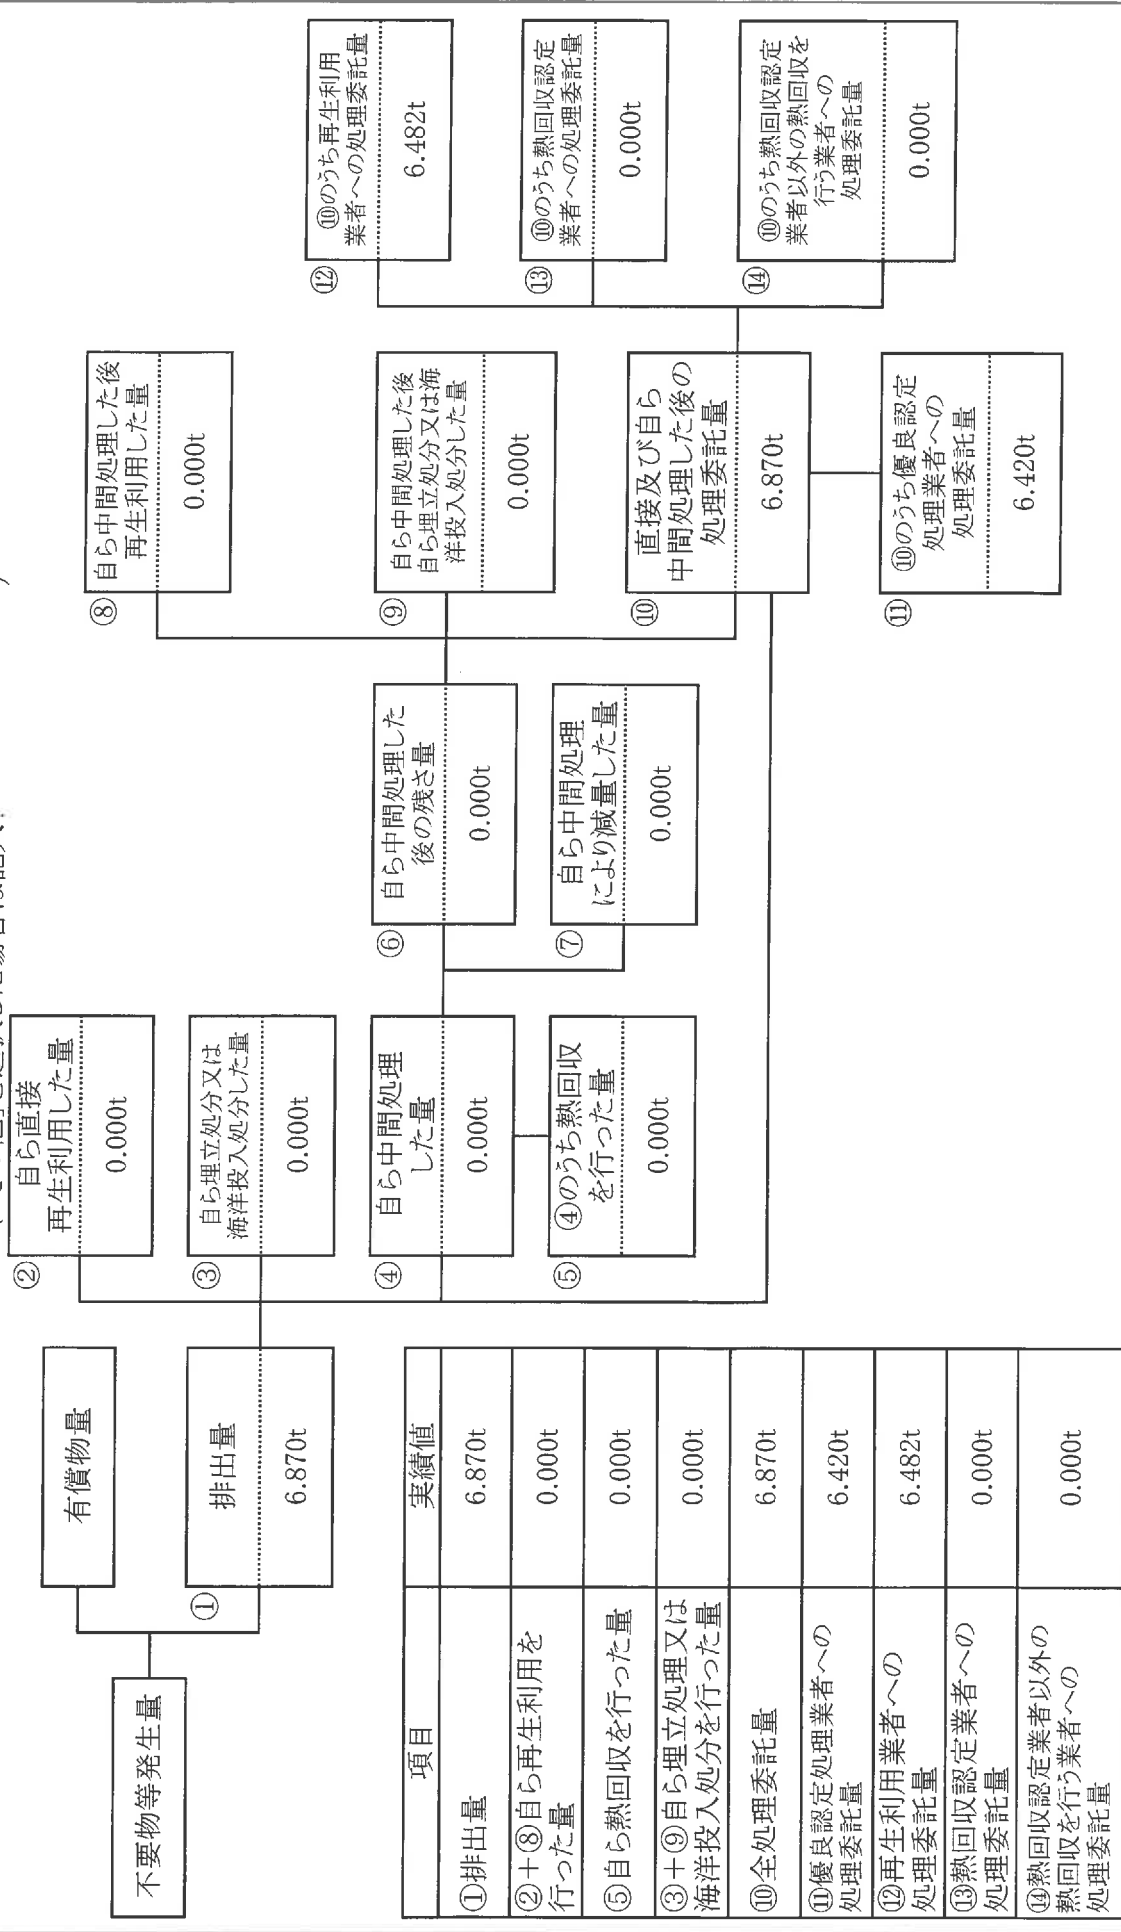 不要物等発生量
有償物量
①
排出量
6.870t
②
自ら直接
再生利用した量
0.000t
③
自ら埋立処分又は
海洋投入処分した量
0.000t
④
自ら中間処理
した量
0.000t
⑤
④のうち熱回収
を行った量
0.000t
⑥
自ら中間処理した
後の残さ量
0.000t
⑦
自ら中間処理
により減量した量
0.000t
⑧
自ら中間処理した後
再生利用した量
0.000t
⑨
自ら中間処理した後
自ら埋立処分又は海
洋投入処分した量
0.000t
⑩
直接及び自ら
中間処理した後の
処理委託量
6.870t
⑪
⑩のうち優良認定
処理業者への
処理委託量
6.420t
⑫
⑩のうち再生利用
業者への処理委託量
6.482t
⑬
⑩のうち熱回収認定
業者への処理委託量
0.000t
⑭
⑩のうち熱回収認定
業者以外の熱回収を
行う業者への
処理委託量
0.000t
項目 実績値
①排出量 6.870t
②+⑧自ら再生利用を
行った量 0.000t
⑤自ら熱回収を行った量 0.000t
③+⑨自ら埋立処理又は
海洋投入処分を行った量 0.000t
⑩全処理委託量 6.870t
⑪優良認定処理業者への
処理委託量 6.420t
⑫再生利用業者への
処理委託量 6.482t
⑬熱回収認定業者への
処理委託量 0.000t
⑭熱回収認定業者以外の
熱回収を行う業者への
処理委託量 0.000t